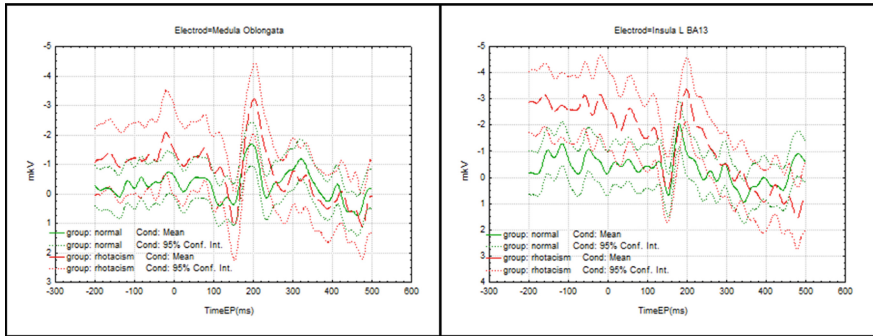 Electrod=Medula Oblongata
-5
-4
-3
-2
-1
0
1
2
3
mkV
group: normal Cond: Mean
group: normal Cond: 95% Conf. Int.
group: rhotacism Cond: Mean
group: rhotacism Cond: 95% Conf. Int.
-300 -200 -100 0 100 200 300 400 500 600
TimeEP(ms)
Electrod=Insula L BA13
-5
-4
-3
-2
-1
0
1
2
3
4
mkV
group: normal Cond: Mean
group: normal Cond: 95% Conf. Int.
group: rhotacism Cond: Mean
group: rhotacism Cond: 95% Conf. Int.
-300 -200 -100 0 100 200 300 400 500 600
TimeEP(ms)